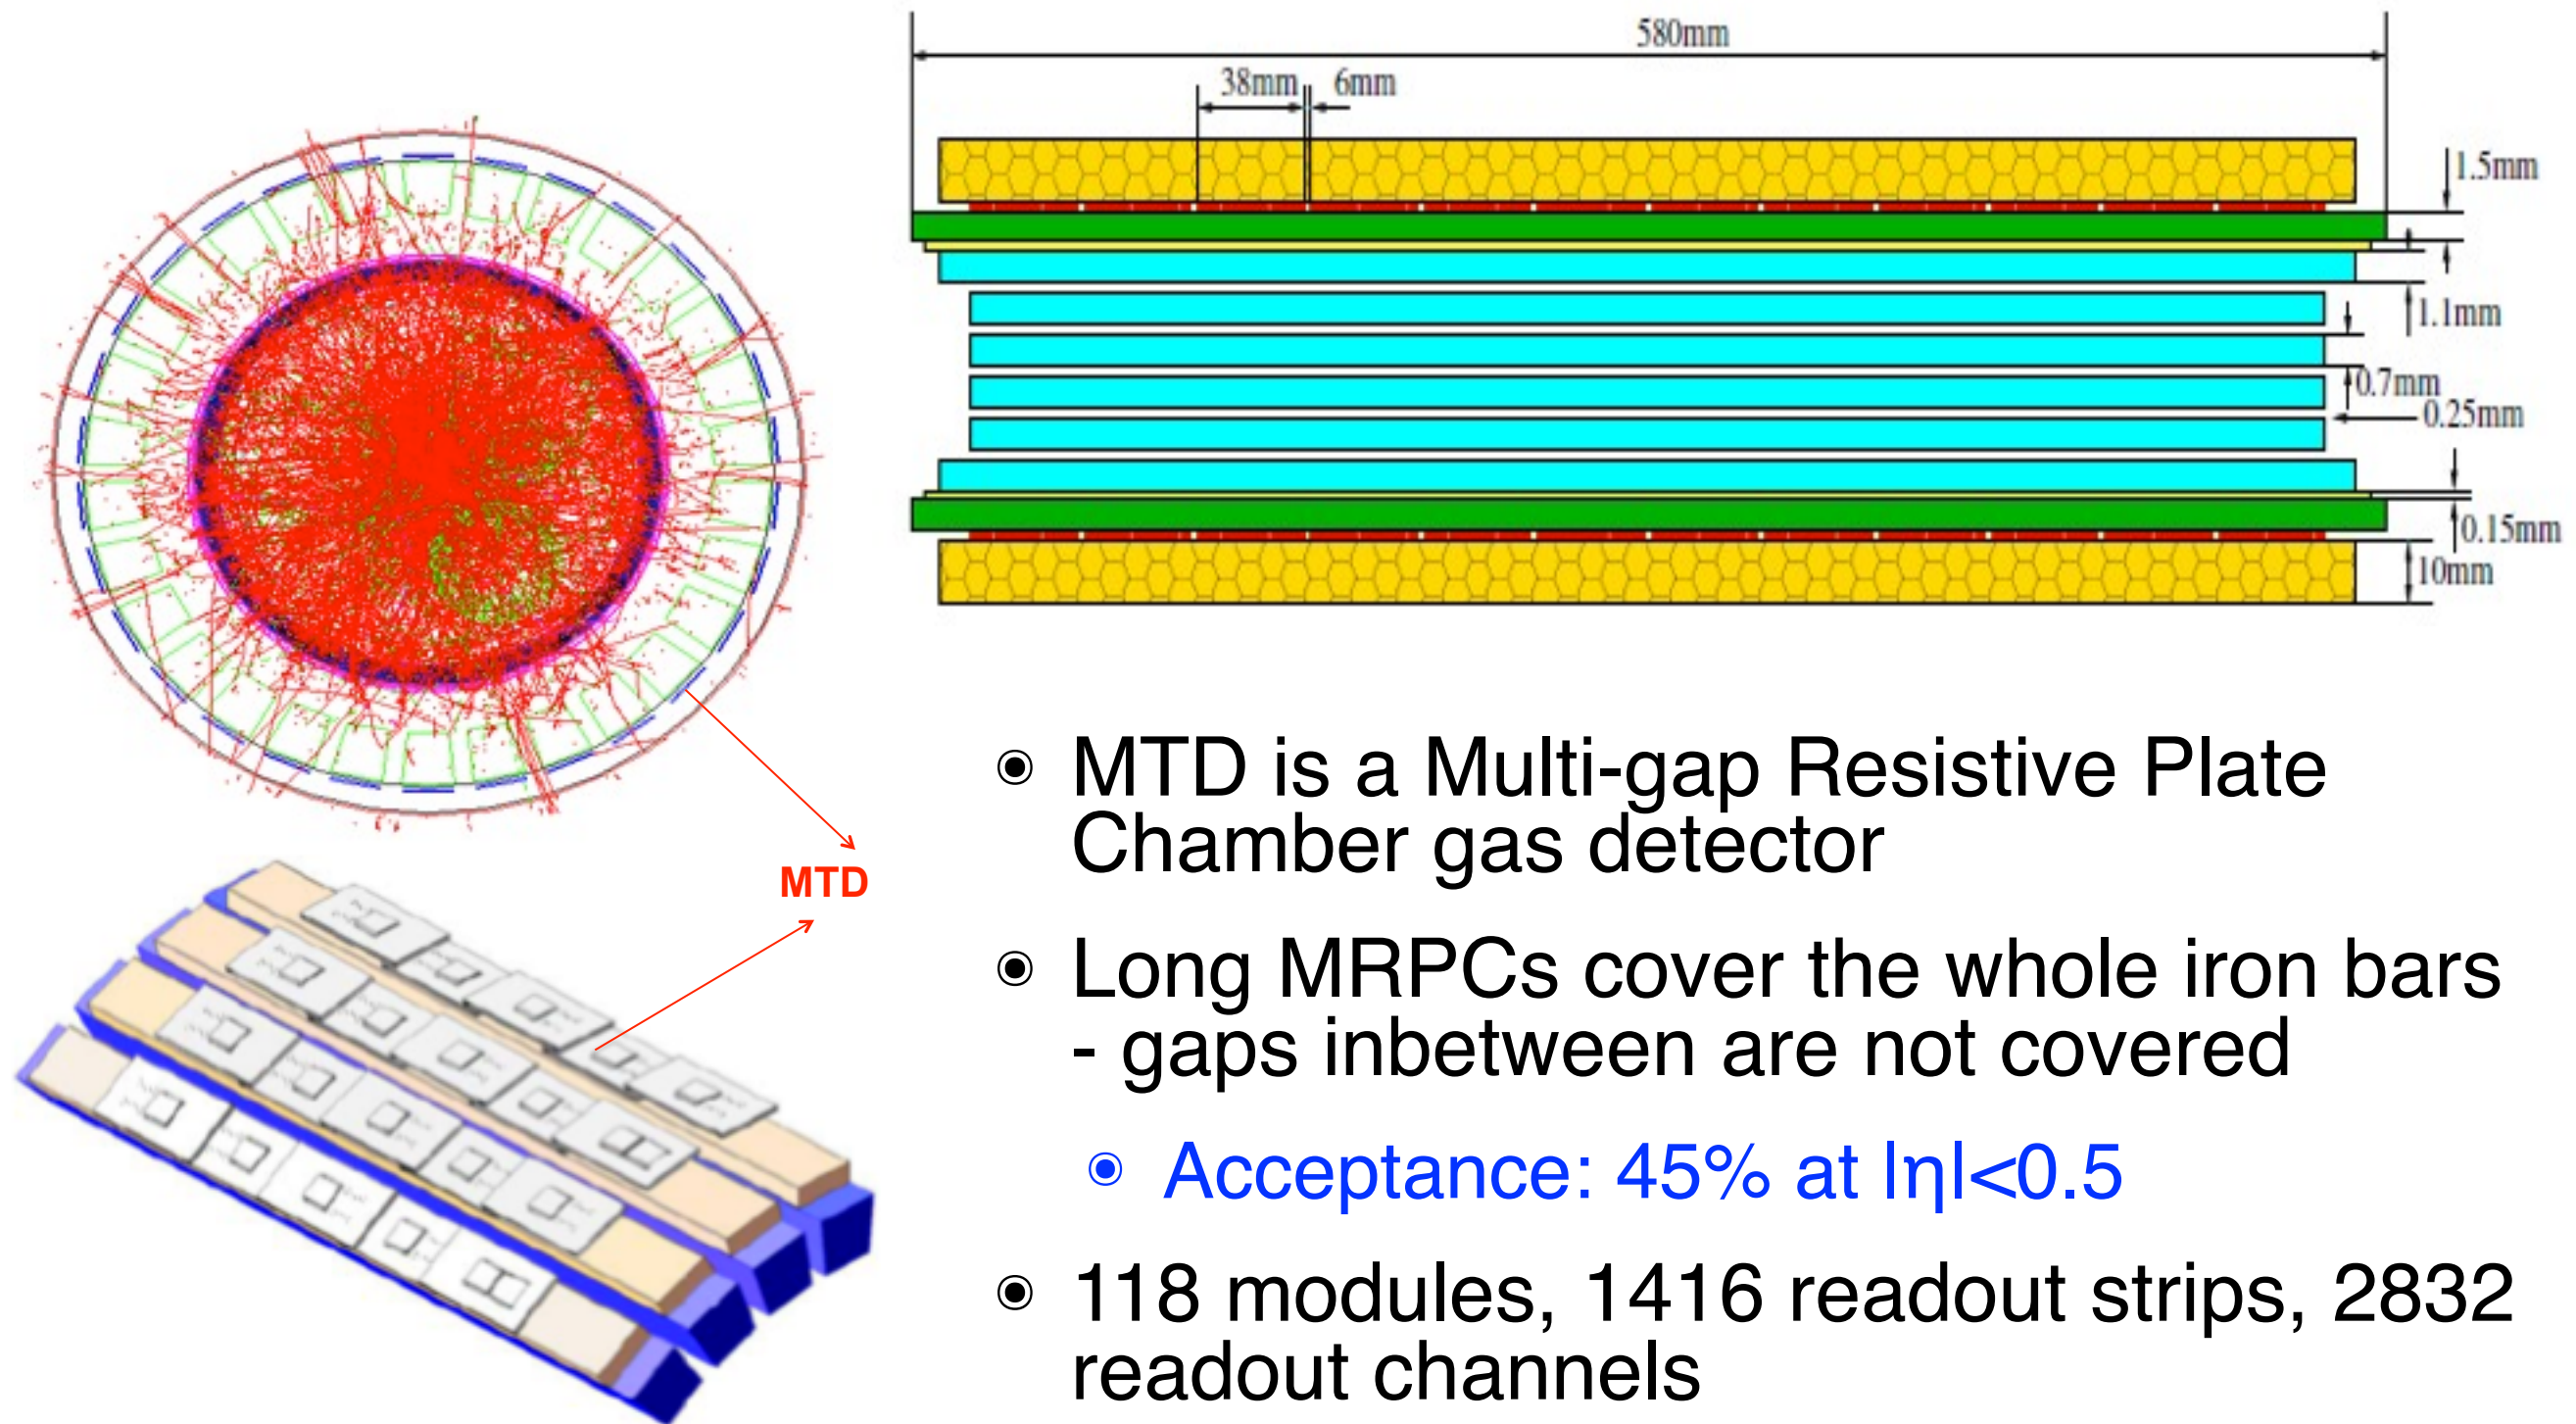 580mm
38mm 6mm
1.5mm
1.1mm
0.7mm
0.25mm
0.15mm
10mm
MTD
MTD is a Multi-gap Resistive Plate
Chamber gas detector
Long MRPCs cover the whole iron bars
- gaps inbetween are not covered
Acceptance: 45% at |η|<0.5
118 modules, 1416 readout strips, 2832
readout channels